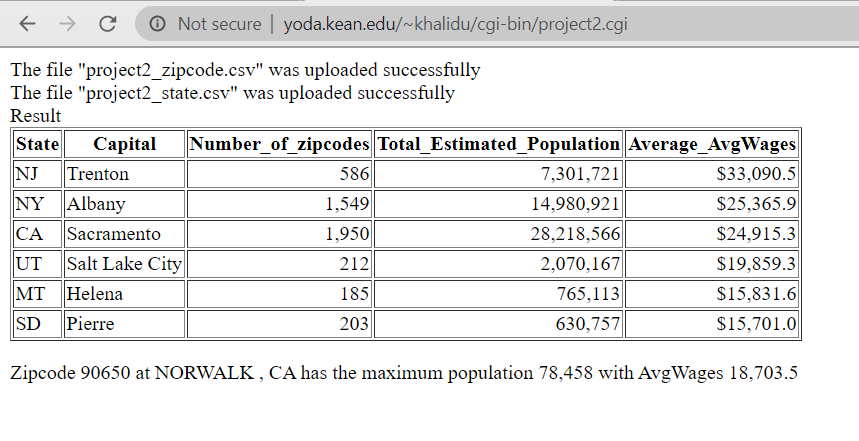 Not secure | yoda.kean.edu/~khalidu/cgi-bin/project2.cgi
The file "project2_zipcode.csv" was uploaded successfully
The file "project2_state.csv" was uploaded successfully
Result
State Capital Number_of_zipcodes Total_Estimated_Population Average_AvgWages
NJ Trenton 586 7,301,721 $33,090.5
NY Albany 1,549 14,980,921 $25,365.9
CA Sacramento 1,950 28,218,566 $24,915.3
UT Salt Lake City 212 2,070,167 $19,859.3
MT Helena 185 765,113 $15,831.6
SD Pierre 203 630,757 $15,701.0
Zipcode 90650 at NORWALK , CA has the maximum population 78,458 with AvgWages 18,703.5